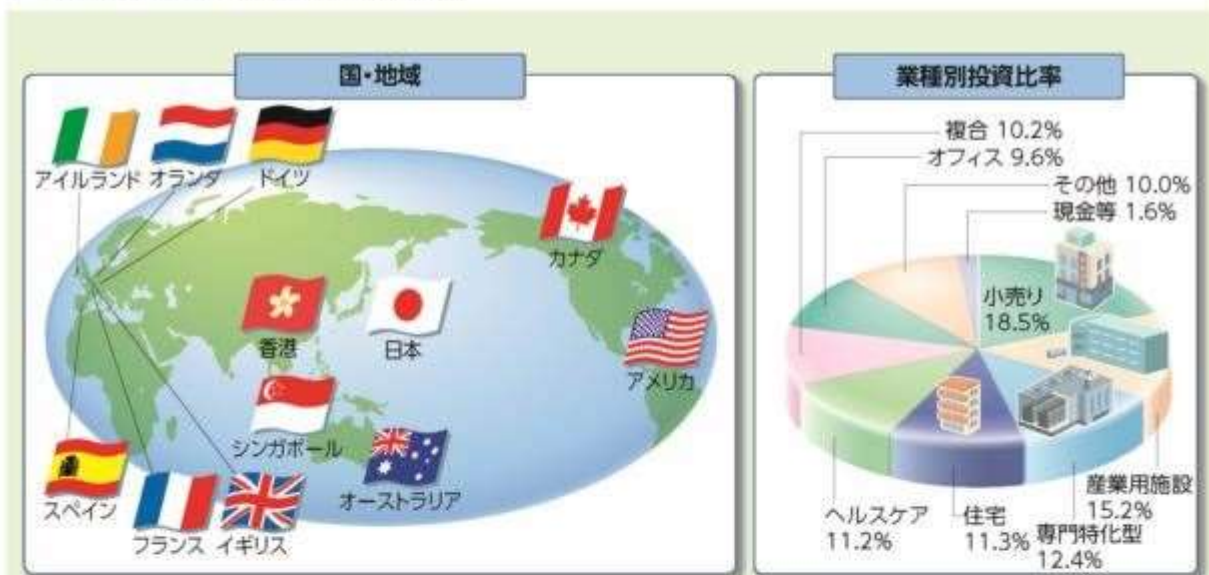 国・地域
アイルランド オランダ ドイツ
カナダ
香港 日本
アメリカ
シンガポール
オーストラリア
スペイン
フランス イギリス
業種別投資比率
複合 10.2%
オフィス 9.6%
その他 10.0%
現金等 1.6%
小売り
18.5%
産業用施設
15.2%
専門特化型
12.4%
住宅
11.3%
ヘルスケア
11.2%